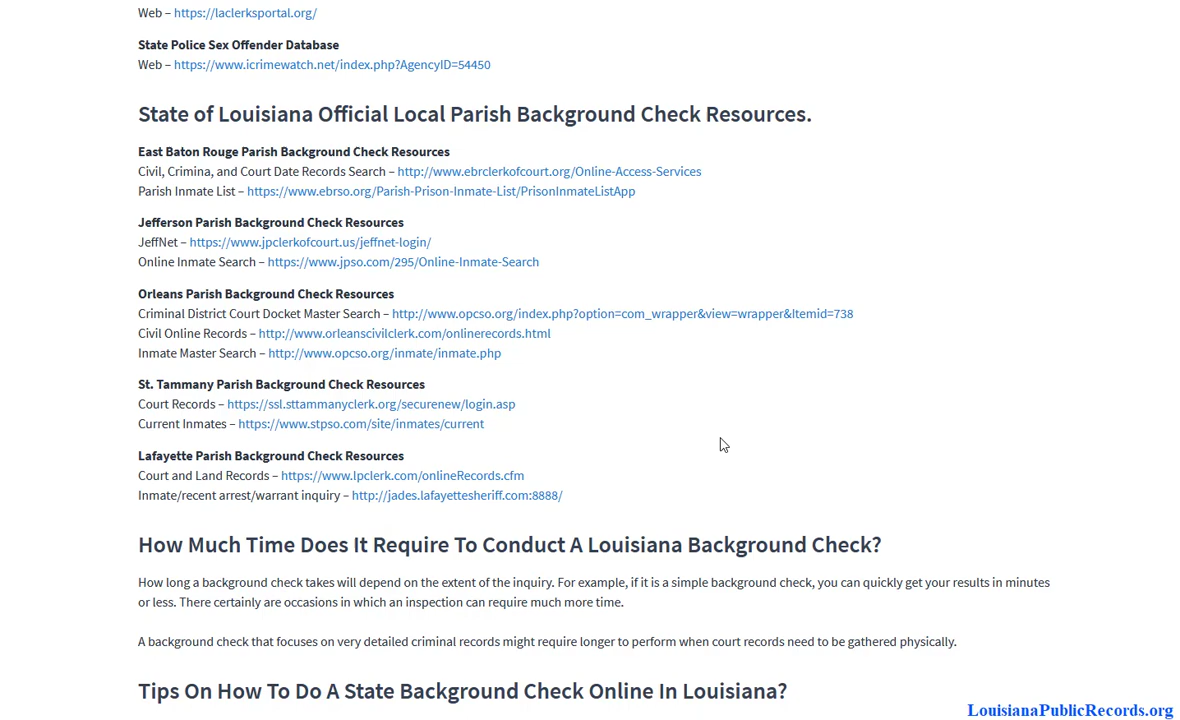 Web – https://laclerksportal.org/
State Police Sex Offender Database
Web – https://www.icrimewatch.net/index.php?AgencyID=54450
State of Louisiana Official Local Parish Background Check Resources.
East Baton Rouge Parish Background Check Resources
Civil, Crimina, and Court Date Records Search – http://www.ebrclerkofcourt.org/Online-Access-Services
Parish Inmate List – https://www.ebrso.org/Parish-Prison-Inmate-List/PrisonInmateListApp
Jefferson Parish Background Check Resources
JeffNet – https://www.jpclerkofcourt.us/jeffnet-login/
Online Inmate Search – https://www.jpso.com/295/Online-Inmate-Search
Orleans Parish Background Check Resources
Criminal District Court Docket Master Search – http://www.opcso.org/index.php?option=com_wrapper&view=wrapper&Itemid=738
Civil Online Records – http://www.orleanscivilclerk.com/onlinerecords.html
Inmate Master Search – http://www.opcso.org/inmate/inmate.php
St. Tammany Parish Background Check Resources
Court Records – https://ssl.sttammanyclerk.org/securenew/login.asp
Current Inmates – https://www.stpso.com/site/inmates/current
Lafayette Parish Background Check Resources
Court and Land Records – https://www.lpclerk.com/onlineRecords.cfm
Inmate/recent arrest/warrant inquiry – http://jades.lafayettesheriff.com:8888/
How Much Time Does It Require To Conduct A Louisiana Background Check?
How long a background check takes will depend on the extent of the inquiry. For example, if it is a simple background check, you can quickly get your results in minutes
or less. There certainly are occasions in which an inspection can require much more time.
A background check that focuses on very detailed criminal records might require longer to perform when court records need to be gathered physically.
Tips On How To Do A State Background Check Online In Louisiana?
LouisianaPublicRecords.org